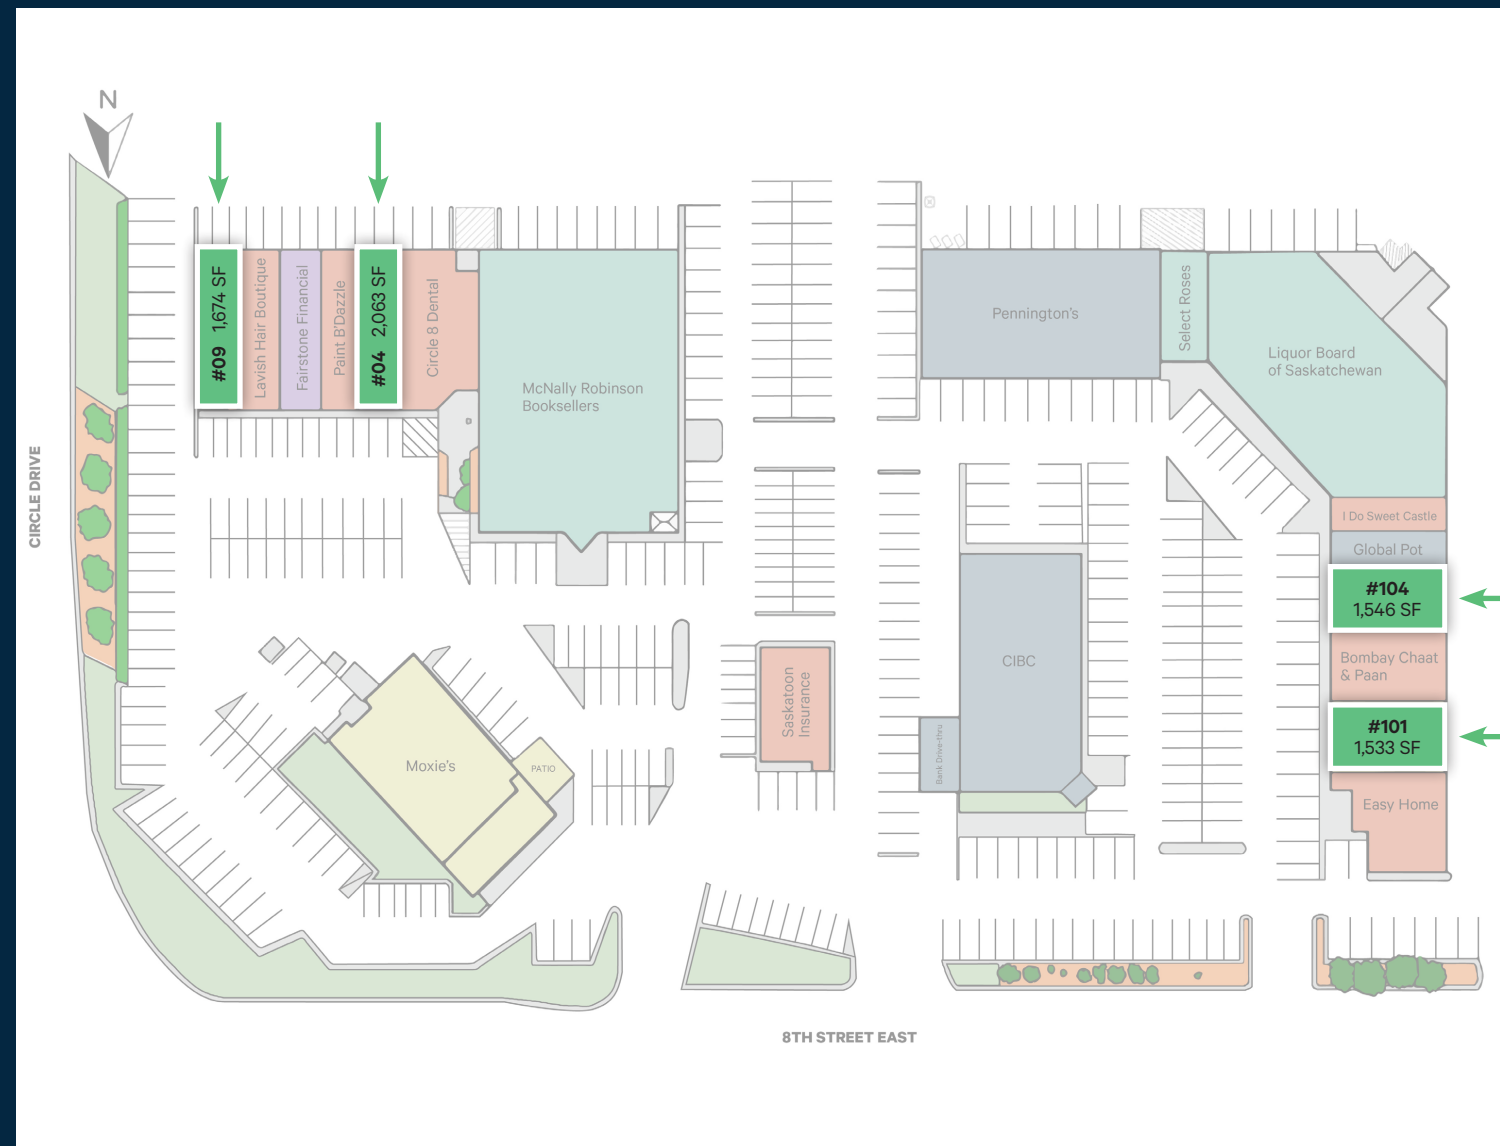 N
CIRCLE DRIVE
#09 1,674 SF
Lavish Hair Boutique
Fairstone Financial
Paint B'Dazzle
#04 2,063 SF
Circle 8 Dental
McNally Robinson
Booksellers
Pennington's
Select Roses
Liquor Board
of Saskatchewan
I Do Sweet Castle
Global Pot
#104
1,546 SF
Bombay Chaat
& Paan
#101
1,533 SF
Easy Home
CIBC
Bank Drive-thru
Saskatoon
Insurance
Moxie's
PATIO
8TH STREET EAST